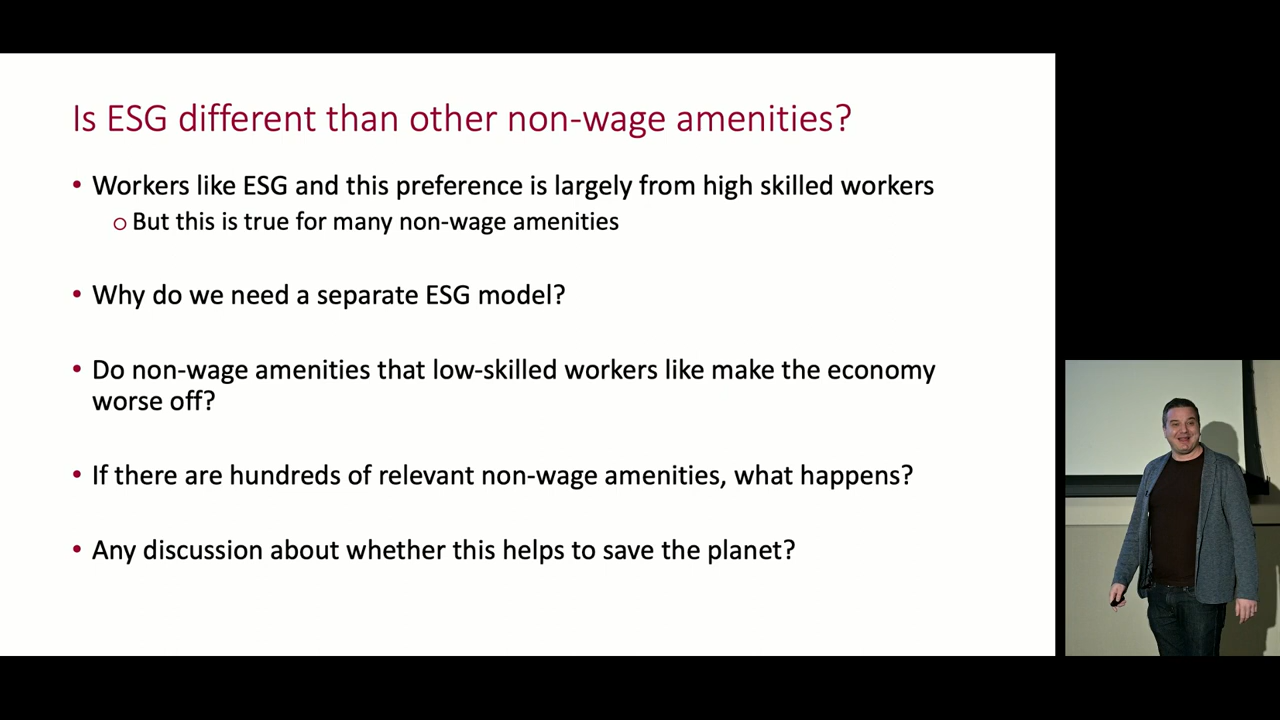 Is ESG different than other non-wage amenities?
• Workers like ESG and this preference is largely from high skilled workers
o But this is true for many non-wage amenities
• Why do we need a separate ESG model?
• Do non-wage amenities that low-skilled workers like make the economy
worse off?
• If there are hundreds of relevant non-wage amenities, what happens?
• Any discussion about whether this helps to save the planet?